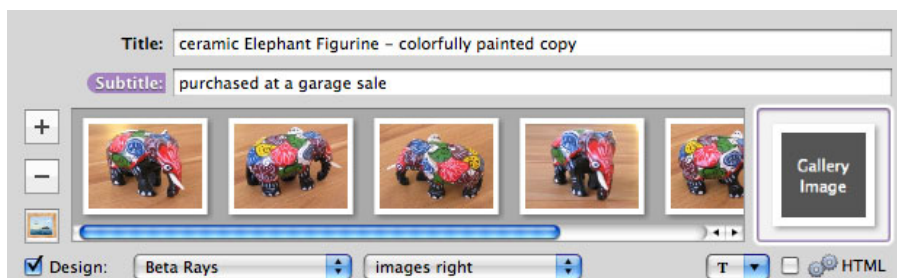 Title: ceramic Elephant Figurine – colorfully painted copy
Subtitle: purchased at a garage sale
Gallery
Image
Design: Beta Rays images right T HTML